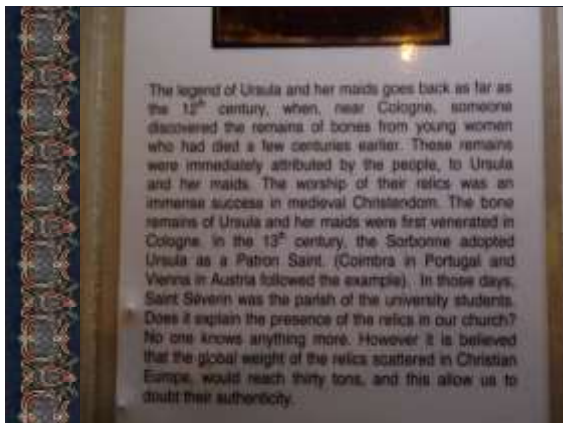 The legend of Ursula and her maids goes back as far as
the 12th century, when, near Cologne, someone
discovered the remains of bones from young women
who had died a few centuries earlier. These remains
were immediately attributed by the people, to Ursula
and her maids. The worship of their relics was an
immense success in medieval Christendom. The bone
remains of Ursula and her maids were first venerated in
Cologne. In the 13th century, the Sorbonne adopted
Ursula as a Patron Saint. (Coimbra in Portugal and
Vienna in Austria followed the example). In those days,
Saint Séverin was the parish of the university students.
Does it explain the presence of the relics in our church?
No one knows anything more. However it is believed
that the global weight of the relics scattered in Christian
Europe, would reach thirty tons, and this allow us to
doubt their authenticity.